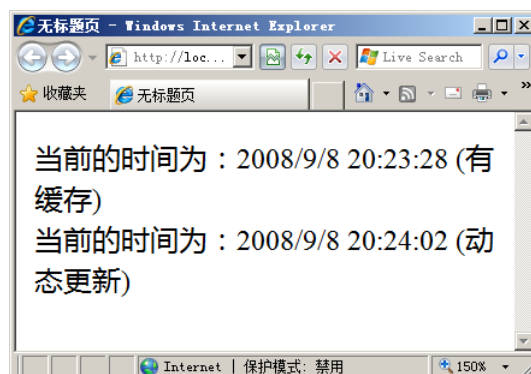 无标题页 - Windows Internet Explorer
http://loc...
Live Search
收藏夹
无标题页
»
当前的时间为：2008/9/8 20:23:28 (有
缓存)
当前的时间为：2008/9/8 20:24:02 (动
态更新)
Internet | 保护模式: 禁用
150%